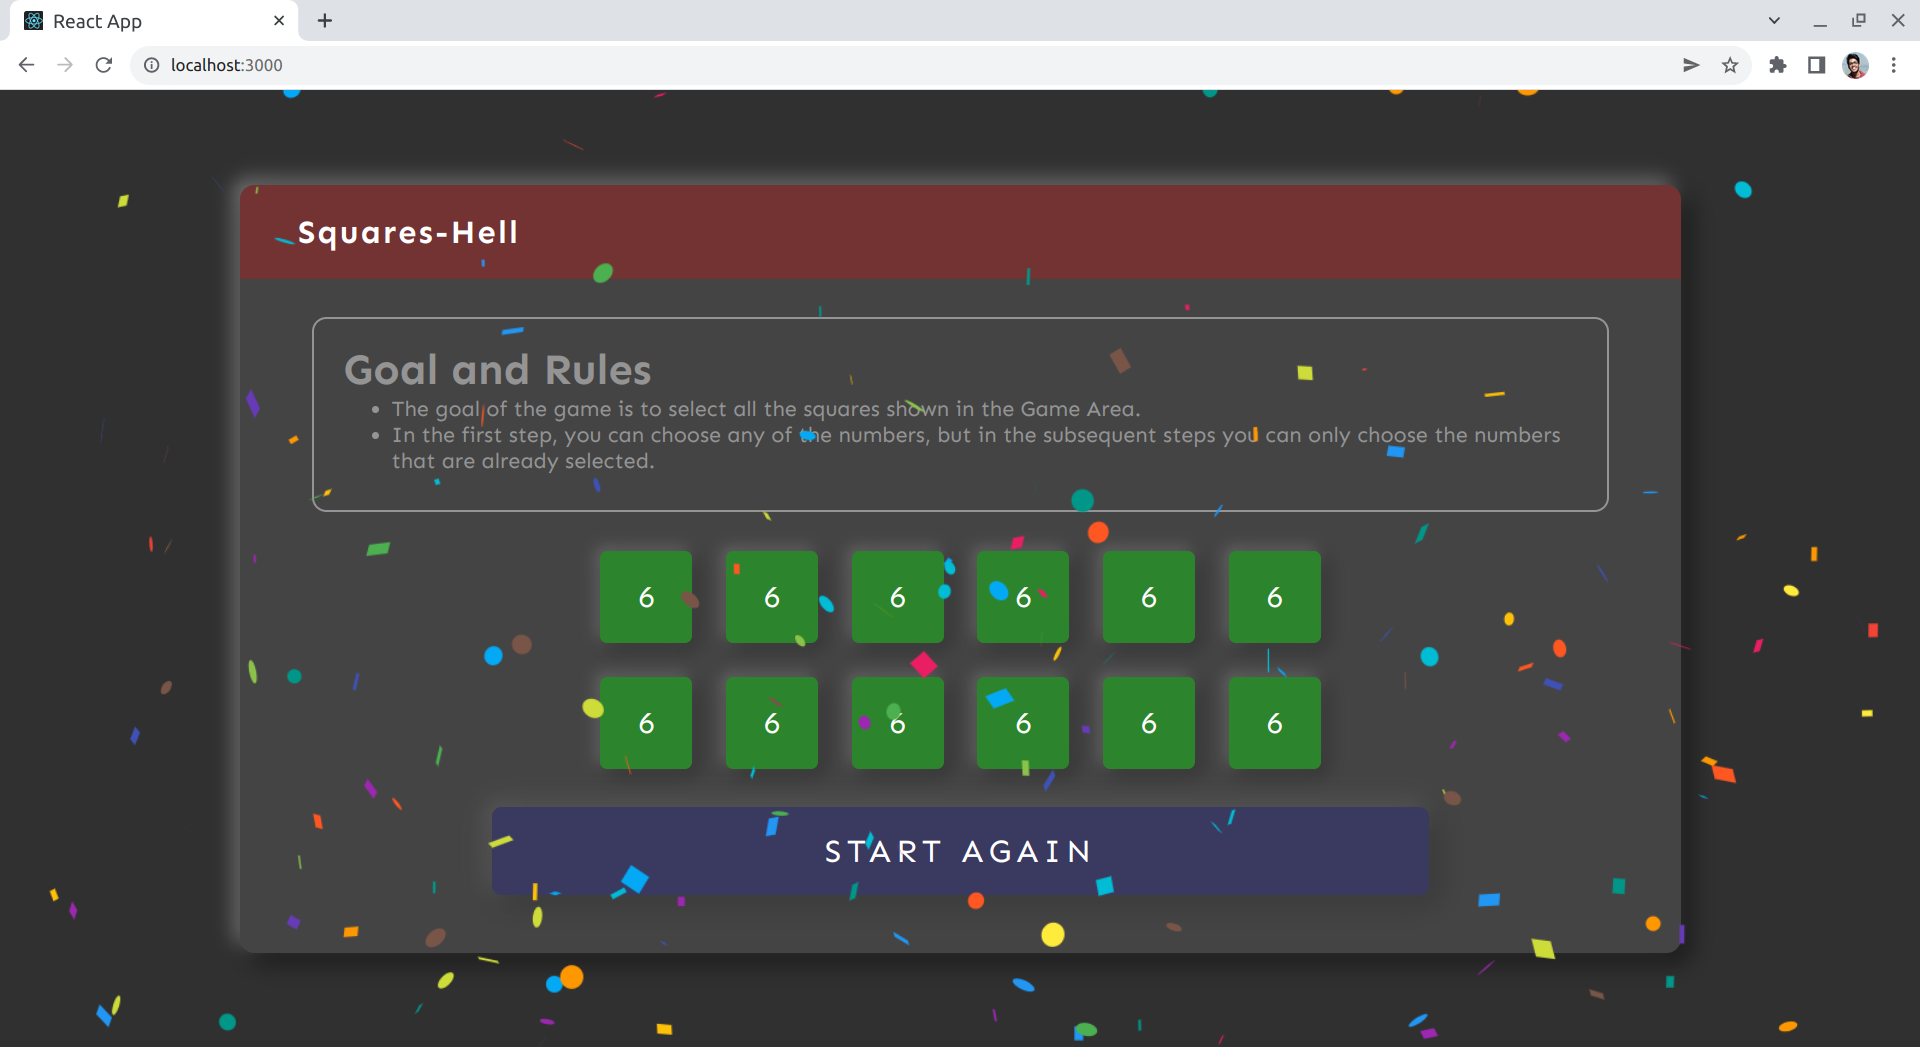 React App
localhost:3000
Squares-Hell
Goal and Rules
• The goal of the game is to select all the squares shown in the Game Area.
• In the first step, you can choose any of the numbers, but in the subsequent steps you can only choose the numbers
that are already selected.
6 6 6 6 6 6
6 6 6 6 6 6
START AGAIN